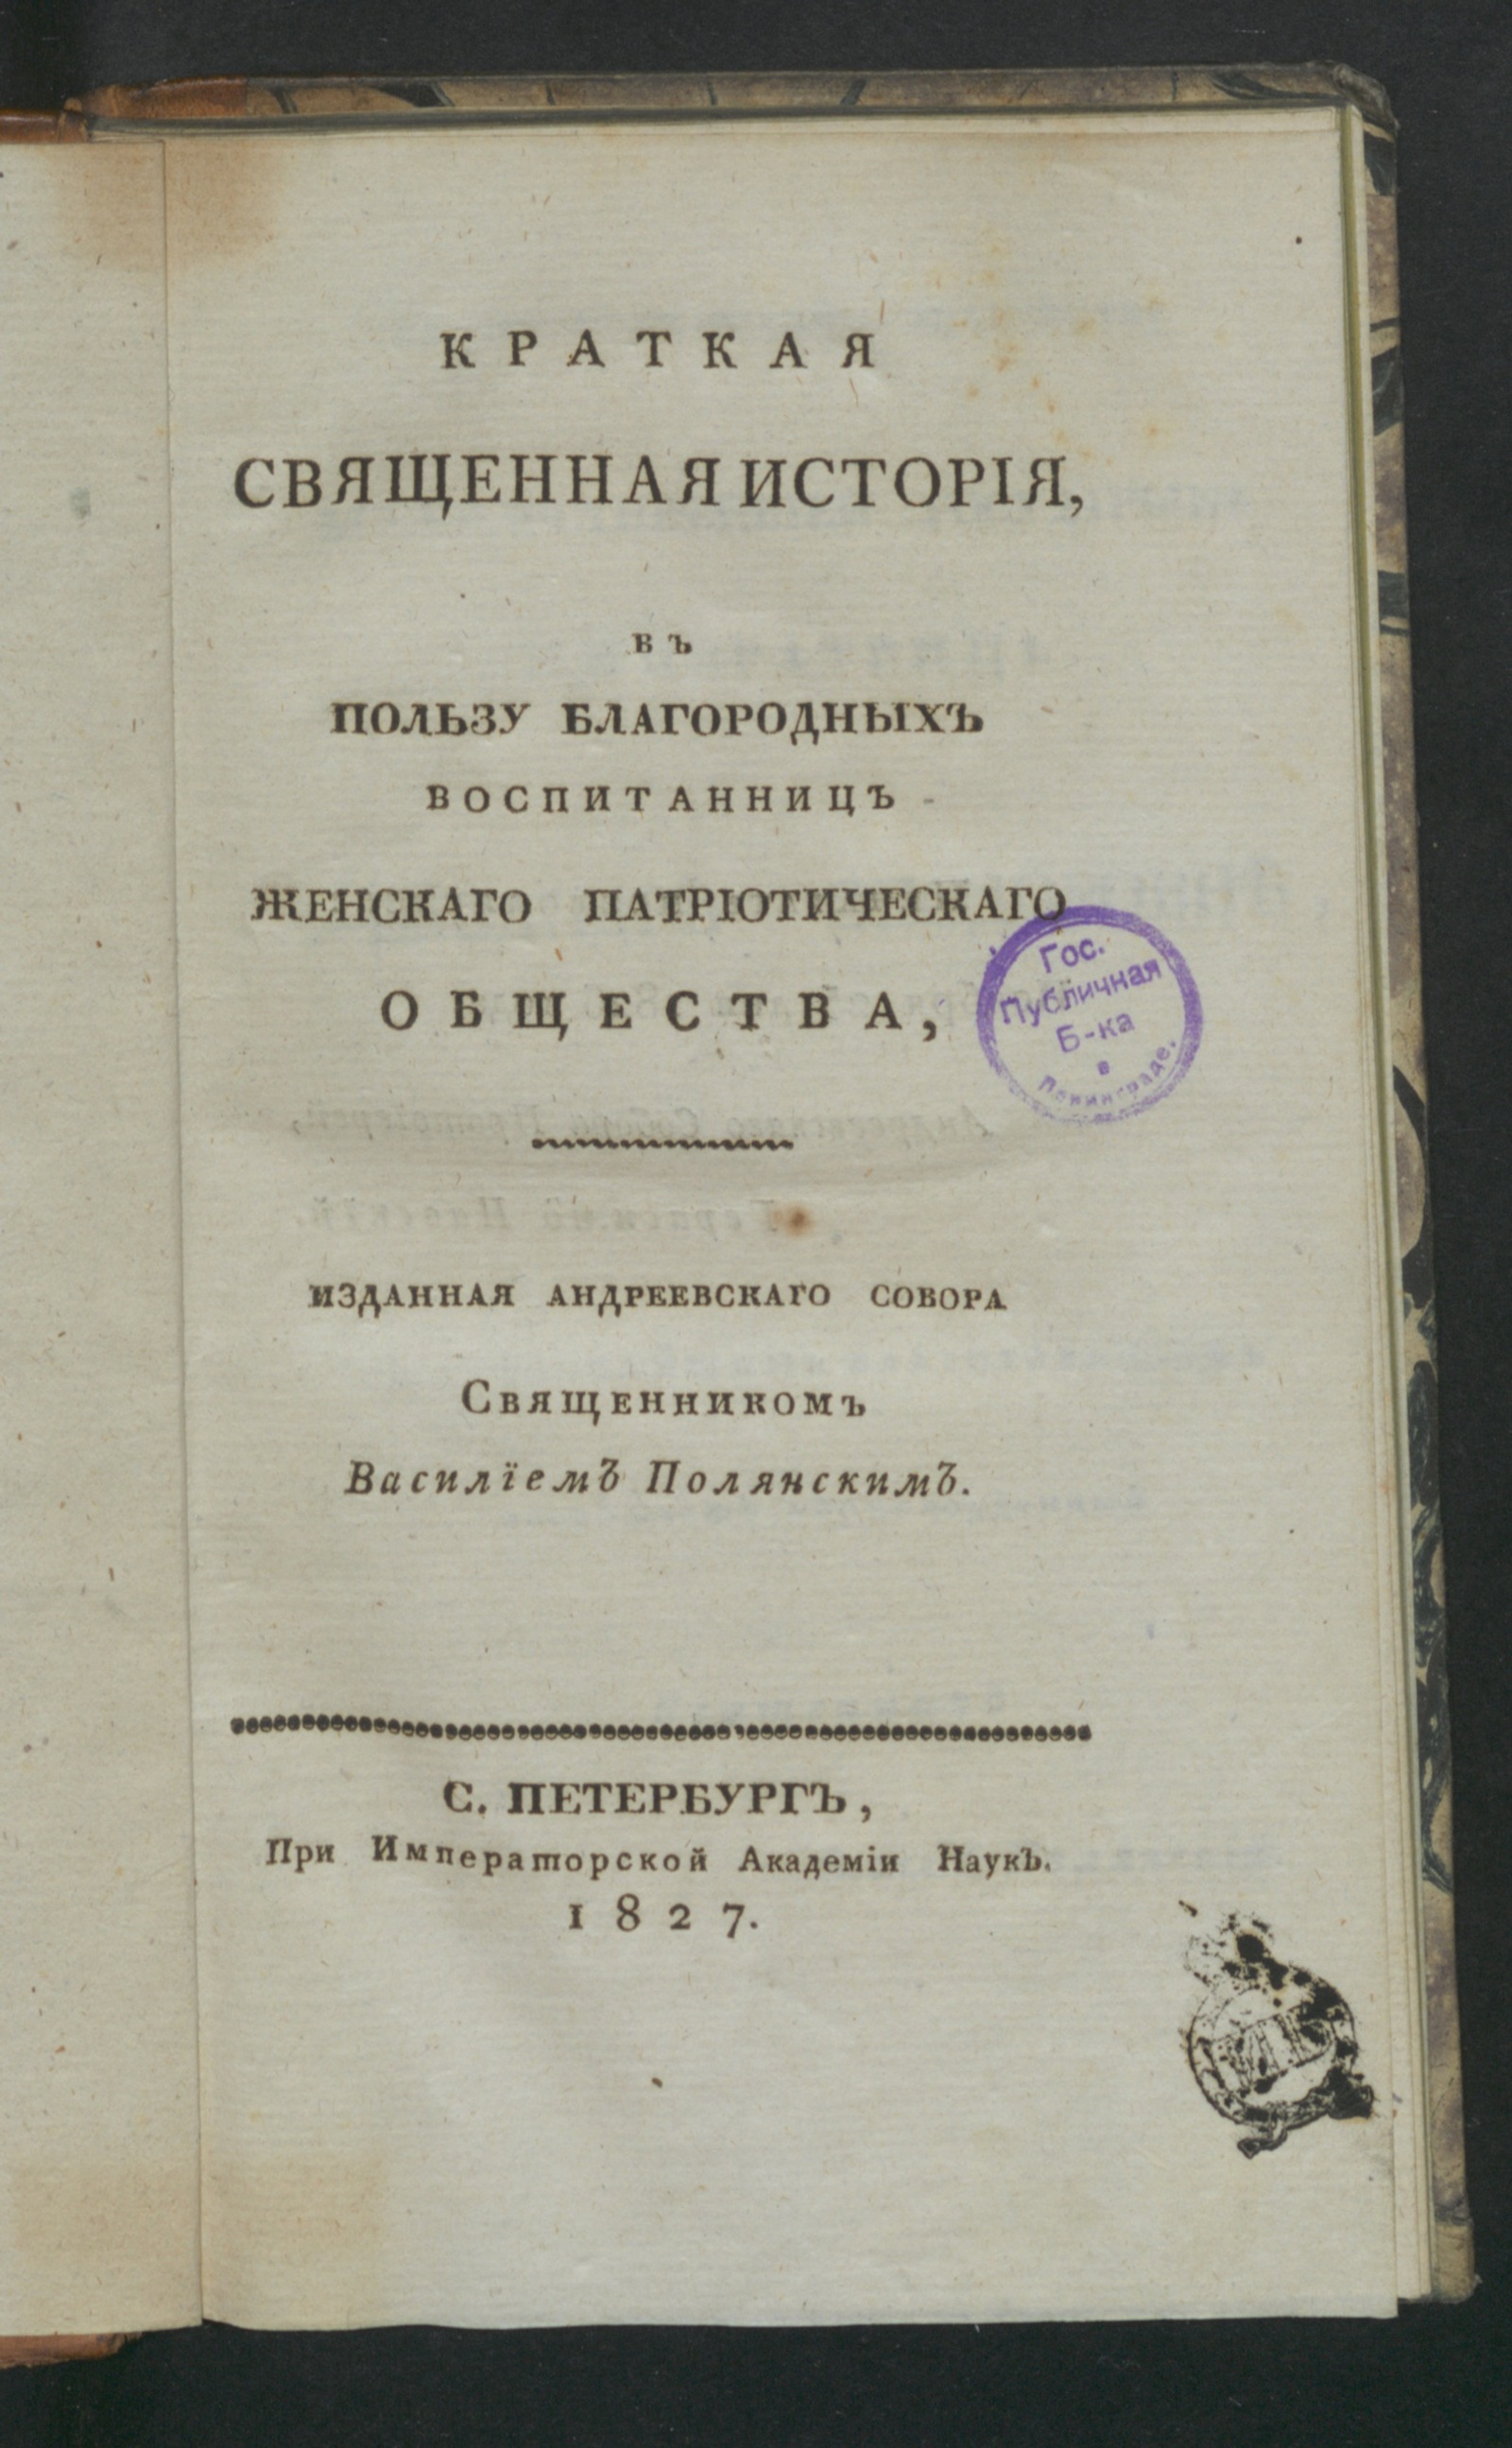 КРАТКАЯ
СВЯЩЕННАЯ ИСТОРІЯ,
въ
ПОЛЬЗУ БЛАГОРОДНЫХЪ
ВОСПИТАННИЦЪ
ЖЕНСКАГО ПАТРІОТИЧЕСКАГО
ОБЩЕСТВА,
Гос.
Публичная
Б-ка
в
Ленинграде.
ИЗДАННАЯ АНДРЕЕВСКАГО СОБОРА
Священникомъ
Василїемъ Полянскимъ.
С. ПЕТЕРБУРГЪ,
При Императорской Академіи Наукъ.
1827.